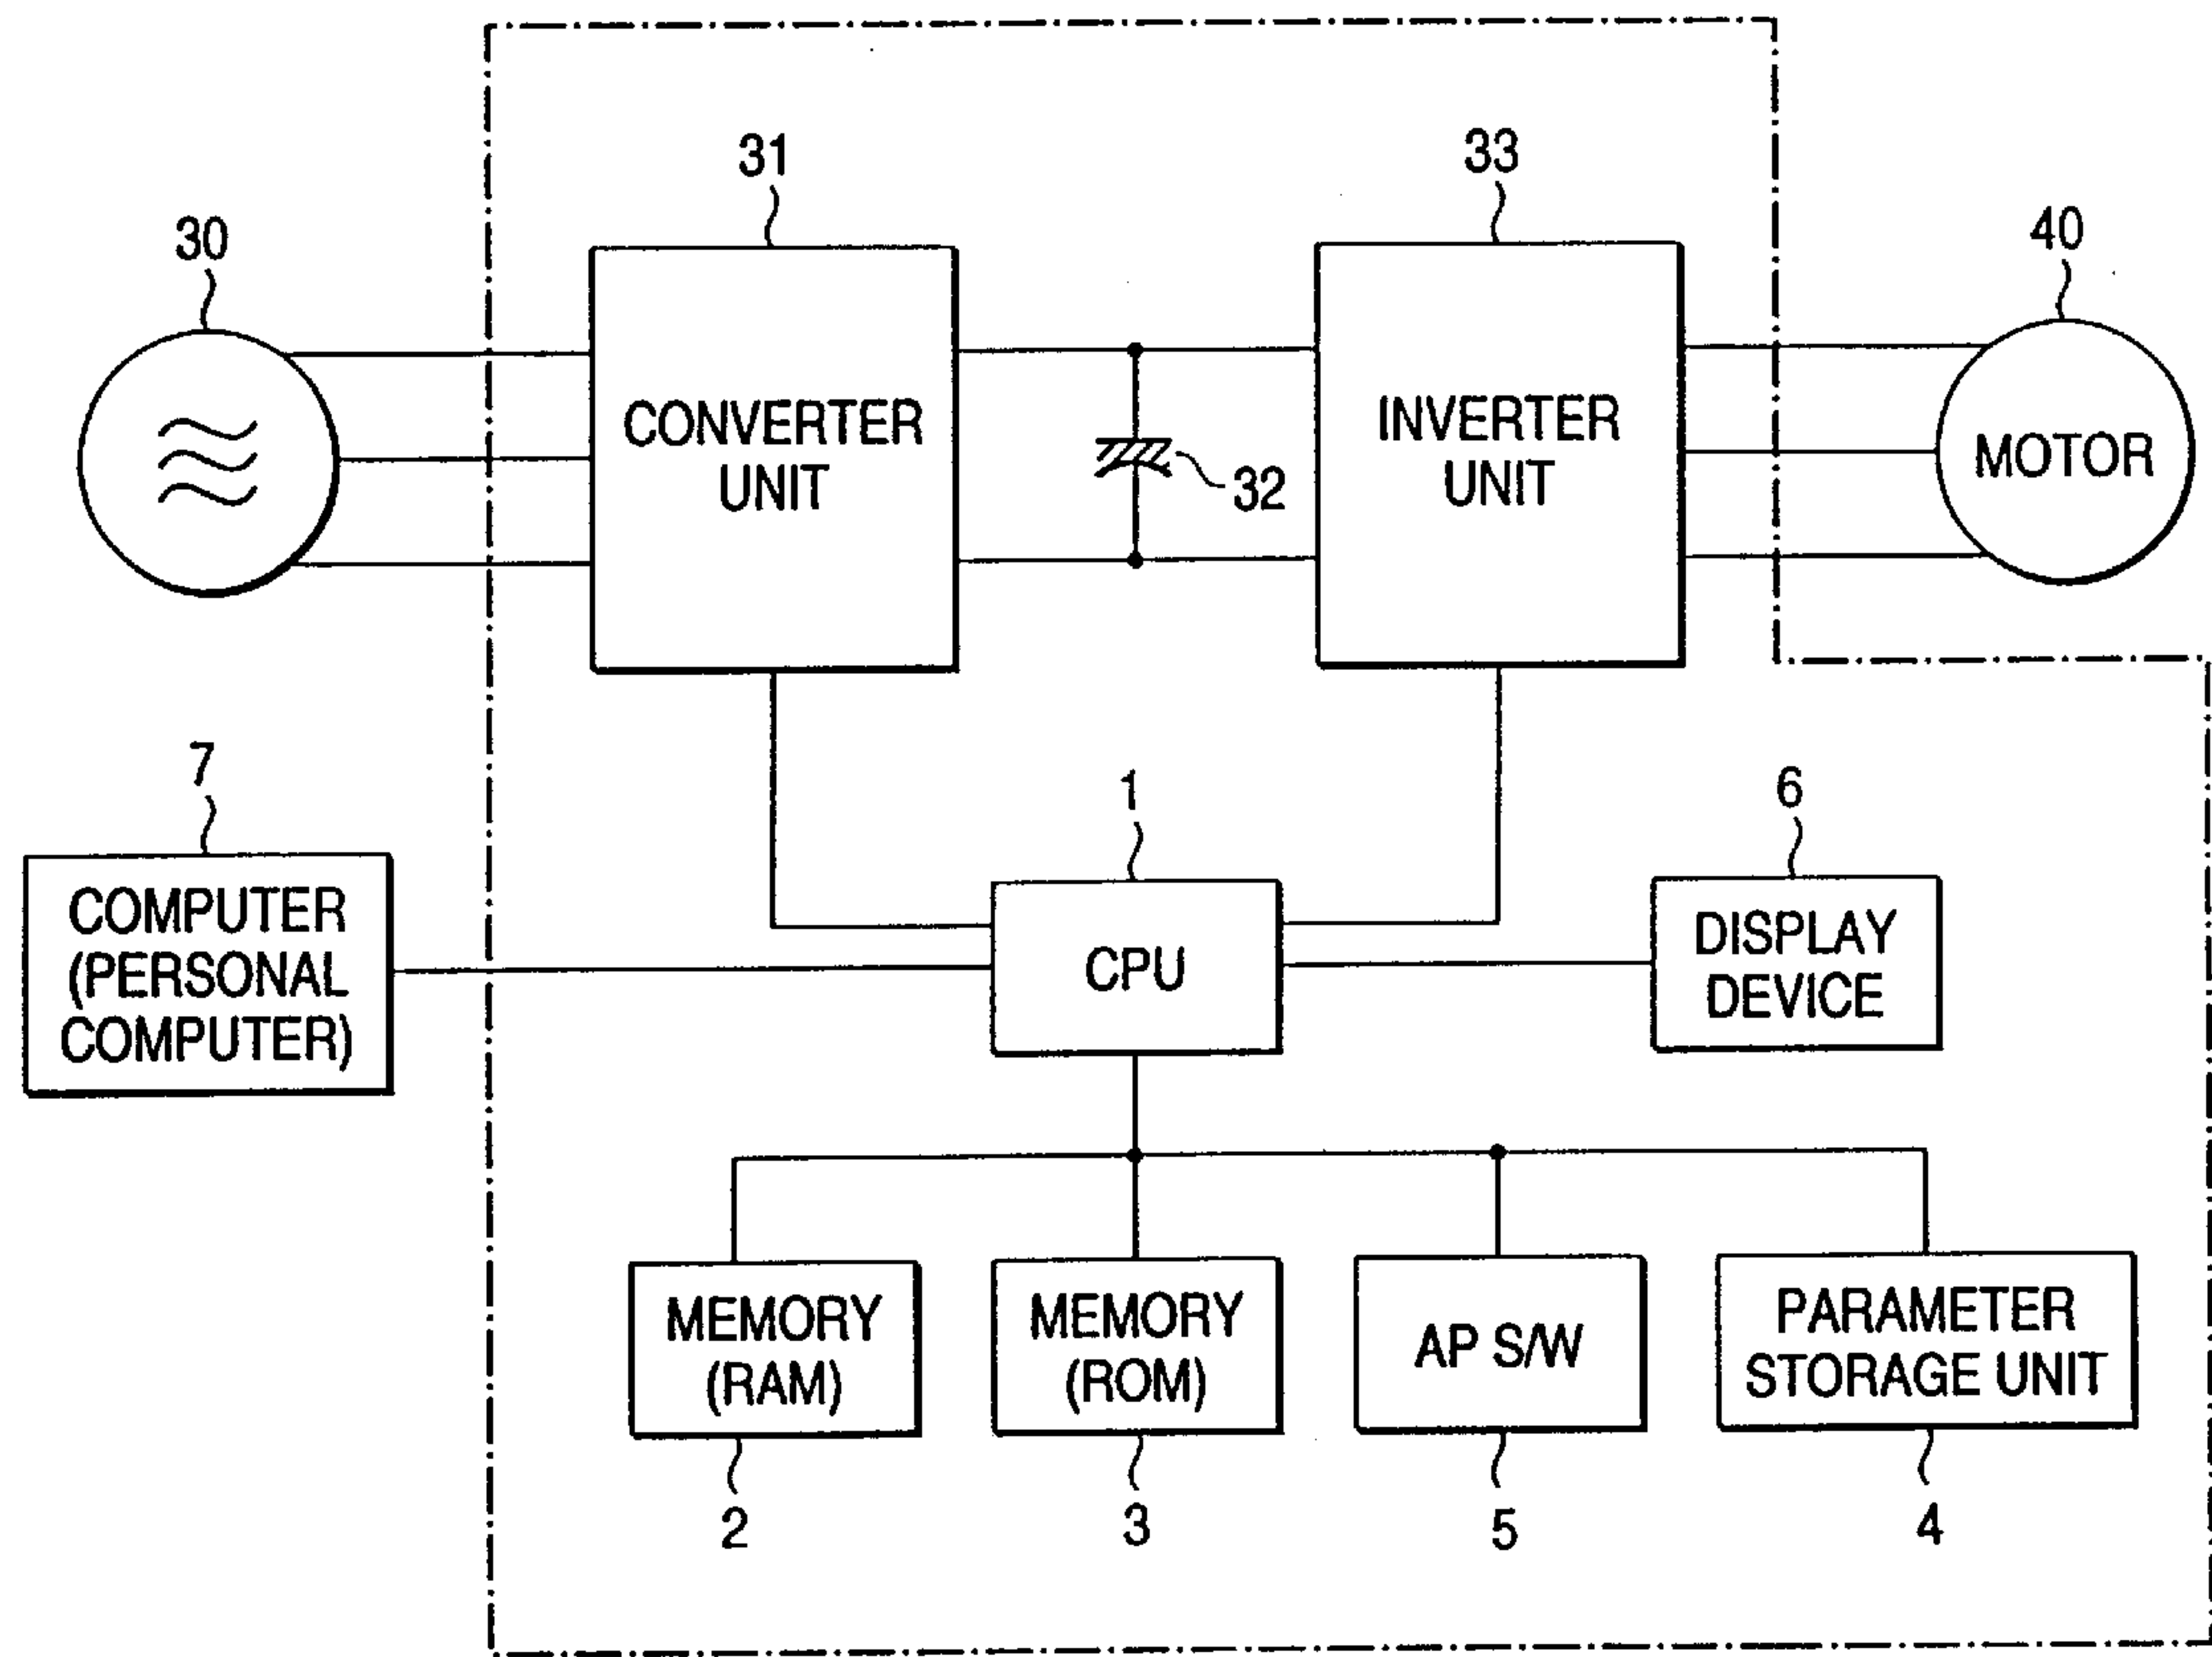 31
33
30
40
CONVERTER
UNIT
INVERTER
UNIT
MOTOR
32
7
1
6
COMPUTER
(PERSONAL
COMPUTER)
CPU
DISPLAY
DEVICE
MEMORY
(RAM)
MEMORY
(ROM)
AP S/W
PARAMETER
STORAGE UNIT
2
3
5
4